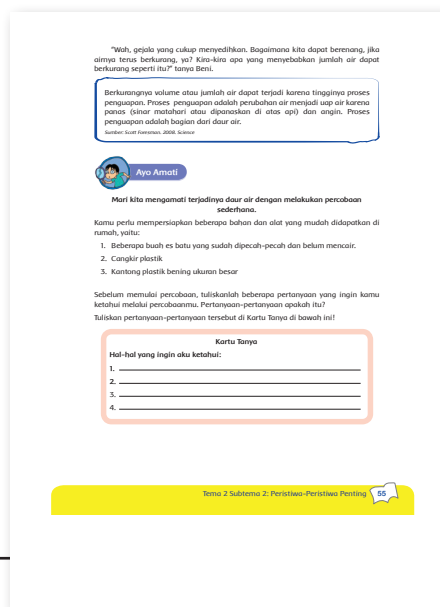 "Wah, gejala yang cukup menyedihkan. Bagaimana kita dapat berenang, jika
airnya terus berkurang, ya? Kira-kira apa yang menyebabkan jumlah air dapat
berkurang seperti itu?" tanya Beni.
Berkurangnya volume atau jumlah air dapat terjadi karena tingginya proses
penguapan. Proses penguapan adalah perubahan air menjadi uap air karena
panas (sinar matahari atau dipanaskan di atas api) dan angin. Proses
penguapan adalah bagian dari daur air.
Sumber: Scott Foresman. 2008, Science
Ayo Amati
Mari kita mengamati terjadinya daur air dengan melakukan percobaan
sederhana.
Kamu perlu mempersiapkan beberapa bahan dan alat yang mudah didapatkan di
rumah, yaitu:
1. Beberapa buah es batu yang sudah dipecah-pecah dan belum mencair.
2. Cangkir plastik
3. Kantong plastik bening ukuran besar
Sebelum memulai percobaan, tuliskanlah beberapa pertanyaan yang ingin kamu
ketahui melalui percobaanmu. Pertanyaan-pertanyaan apakah itu?
Tuliskan pertanyaan-pertanyaan tersebut di Kartu Tanya di bawah ini!
Kartu Tanya
Hal-hal yang ingin aku ketahui:
1.
2.
3.
4.
Tema 2 Subtema 2: Peristiwa-Peristiwa Penting 55